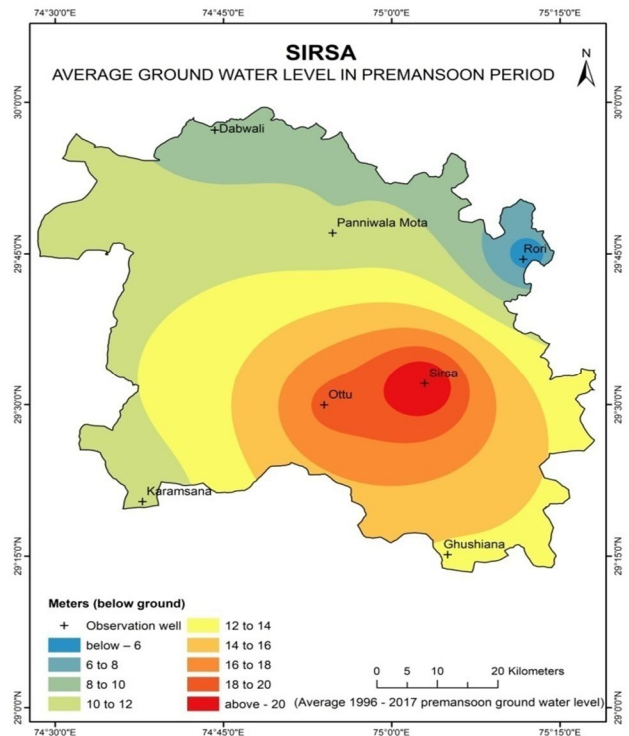 74°30'0"E 74°45'0"E 75°0'0"E 75°15'0"E
SIRSA
AVERAGE GROUND WATER LEVEL IN PREMANSOON PERIOD
N
30°0'0"N 30°0'0"N
Dabwali
Panniwala Mota
Rori
29°45'0"N 29°45'0"N
Sirsa
Ottu
29°30'0"N 29°30'0"N
Karamsana
Ghushiana
29°15'0"N 29°15'0"N
Meters (below ground)
+ Observation well
below – 6
6 to 8
8 to 10
10 to 12
12 to 14
14 to 16
16 to 18
18 to 20
above - 20
0 5 10 20 Kilometers
(Average 1996 - 2017 premansoon ground water level)
29°0'0"N 29°0'0"N
74°30'0"E 74°45'0"E 75°0'0"E 75°15'0"E